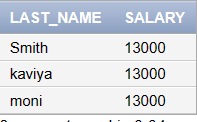 LAST_NAME SALARY
Smith 13000
kaviya 13000
moni 13000